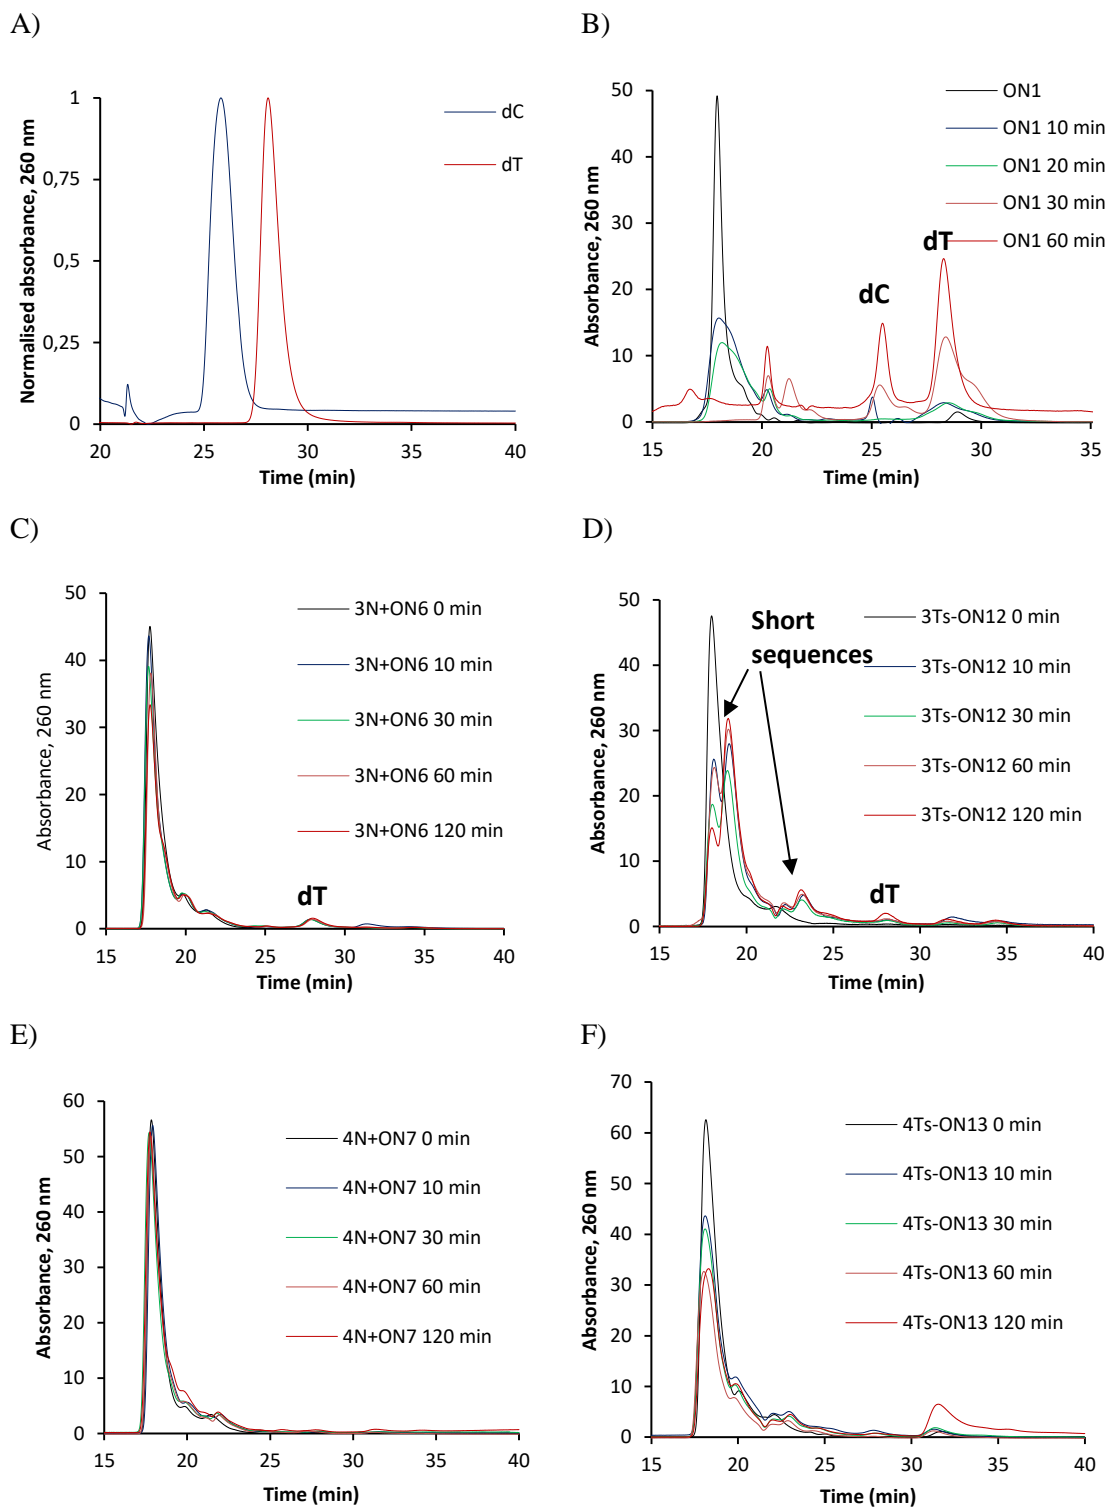 A)
Normalised absorbance, 260 nm
1
0,75
0,5
0,25
0
20 25 30 35 40
Time (min)
dC
dT
B)
Absorbance, 260 nm
50
40
30
20
10
0
15 20 25 30 35
Time (min)
ON1
ON1 10 min
ON1 20 min
ON1 30 min
ON1 60 min
dT
dC
C)
Absorbance, 260 nm
50
40
30
20
10
0
15 20 25 30 35 40
Time (min)
3N+ON6 0 min
3N+ON6 10 min
3N+ON6 30 min
3N+ON6 60 min
3N+ON6 120 min
dT
D)
Absorbance, 260 nm
50
40
30
20
10
0
15 20 25 30 35 40
Time (min)
Short
sequences
3Ts-ON12 0 min
3Ts-ON12 10 min
3Ts-ON12 30 min
3Ts-ON12 60 min
3Ts-ON12 120 min
dT
E)
Absorbance, 260 nm
60
50
40
30
20
10
0
15 20 25 30 35 40
Time (min)
4N+ON7 0 min
4N+ON7 10 min
4N+ON7 30 min
4N+ON7 60 min
4N+ON7 120 min
F)
Absorbance, 260 nm
70
60
50
40
30
20
10
0
15 20 25 30 35 40
Time (min)
4Ts-ON13 0 min
4Ts-ON13 10 min
4Ts-ON13 30 min
4Ts-ON13 60 min
4Ts-ON13 120 min